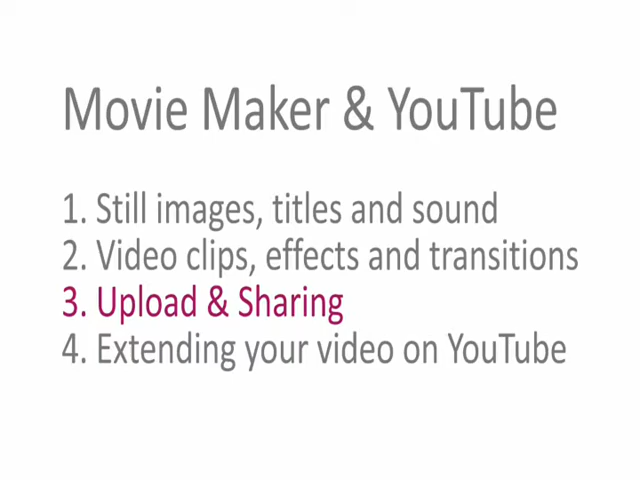 Movie Maker & YouTube
1. Still images, titles and sound
2. Video clips, effects and transitions
3. Upload & Sharing
4. Extending your video on YouTube